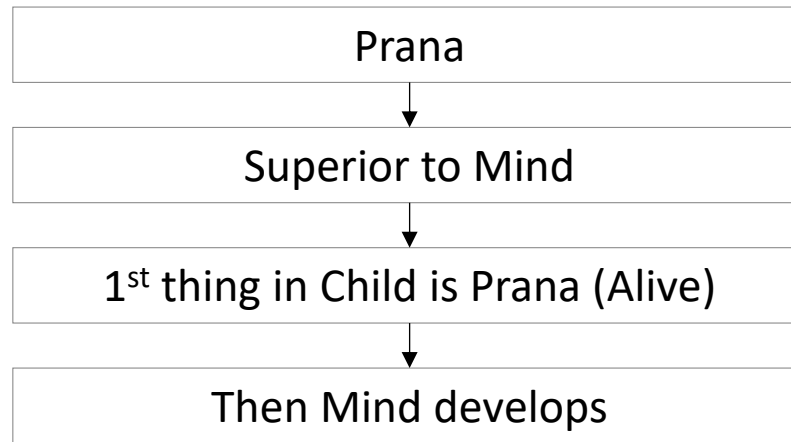 Prana
Superior to Mind
1st thing in Child is Prana (Alive)
Then Mind develops